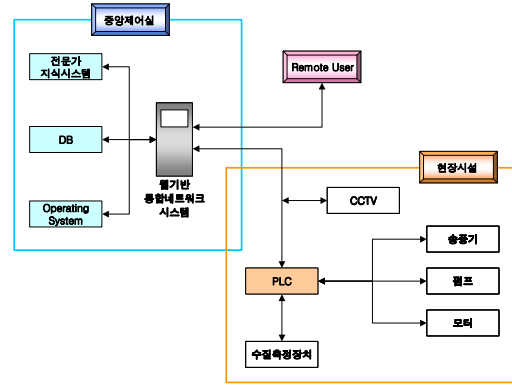 중앙제어실
전문가
지식시스템
DB
Operating
System
웹기반
통합네트워크
시스템
Remote User
현장시설
CCTV
PLC
송풍기
펌프
모터
수질측정장치